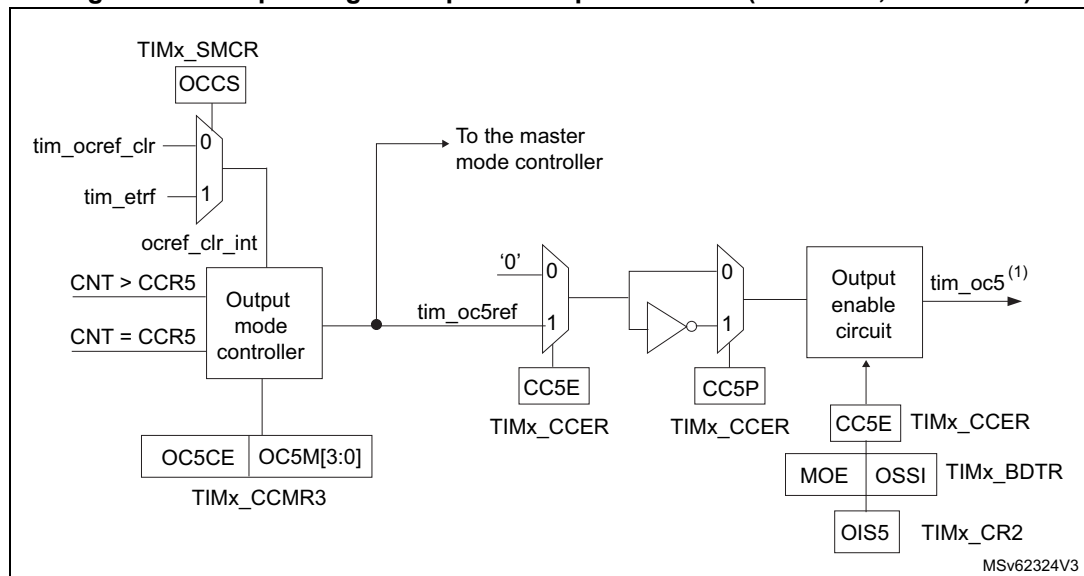 TIMx_SMCR
OCCS
tim_ocref_clr
0
To the master
mode controller
tim_etrf
1
ocref_clr_int
CNT > CCR5
CNT = CCR5
Output
mode
controller
'0'
0
tim_oc5ref
1
0
1
Output
enable
circuit
tim_oc5 (1)
CC5E
TIMx_CCER
CC5P
TIMx_CCER
CC5E
TIMx_CCER
OC5CE
OC5M[3:0]
TIMx_CCMR3
MOE
OSSI
TIMx_BDTR
OIS5
TIMx_CR2
MSv62324V3